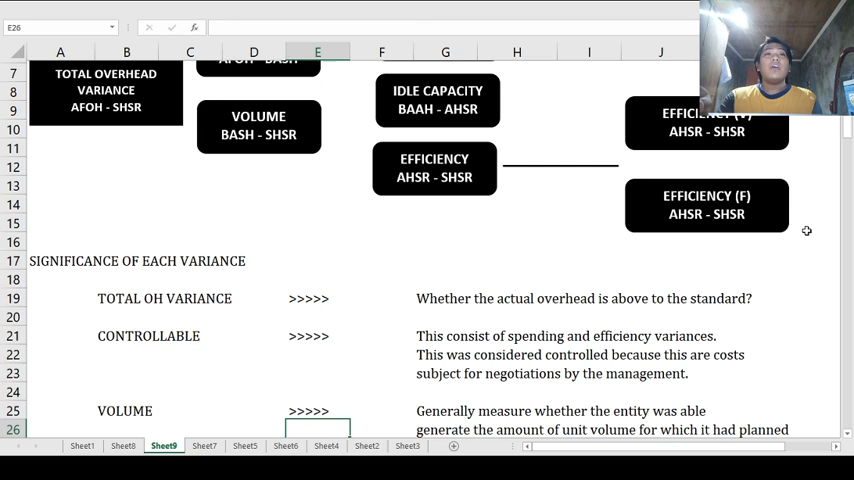 E26
A B C D E F G H I J
7
8
9
10
11
12
13
14
15
16
17
18
19
20
21
22
23
24
25
26
TOTAL OVERHEAD
VARIANCE
AFOH - SHSR
AFOH - BASH
VOLUME
BASH - SHSR
IDLE CAPACITY
BAAH - AHSR
EFFICIENCY
AHSR - SHSR
EFFICIENCY (V)
AHSR - SHSR
EFFICIENCY (F)
AHSR - SHSR
SIGNIFICANCE OF EACH VARIANCE
TOTAL OH VARIANCE >>>>> Whether the actual overhead is above to the standard?
CONTROLLABLE >>>>> This consist of spending and efficiency variances.
This was considered controlled because this are costs
subject for negotiations by the management.
VOLUME >>>>> Generally measure whether the entity was able
generate the amount of unit volume for which it had planned
Sheet1 Sheet8 Sheet9 Sheet7 Sheet5 Sheet6 Sheet4 Sheet2 Sheet3